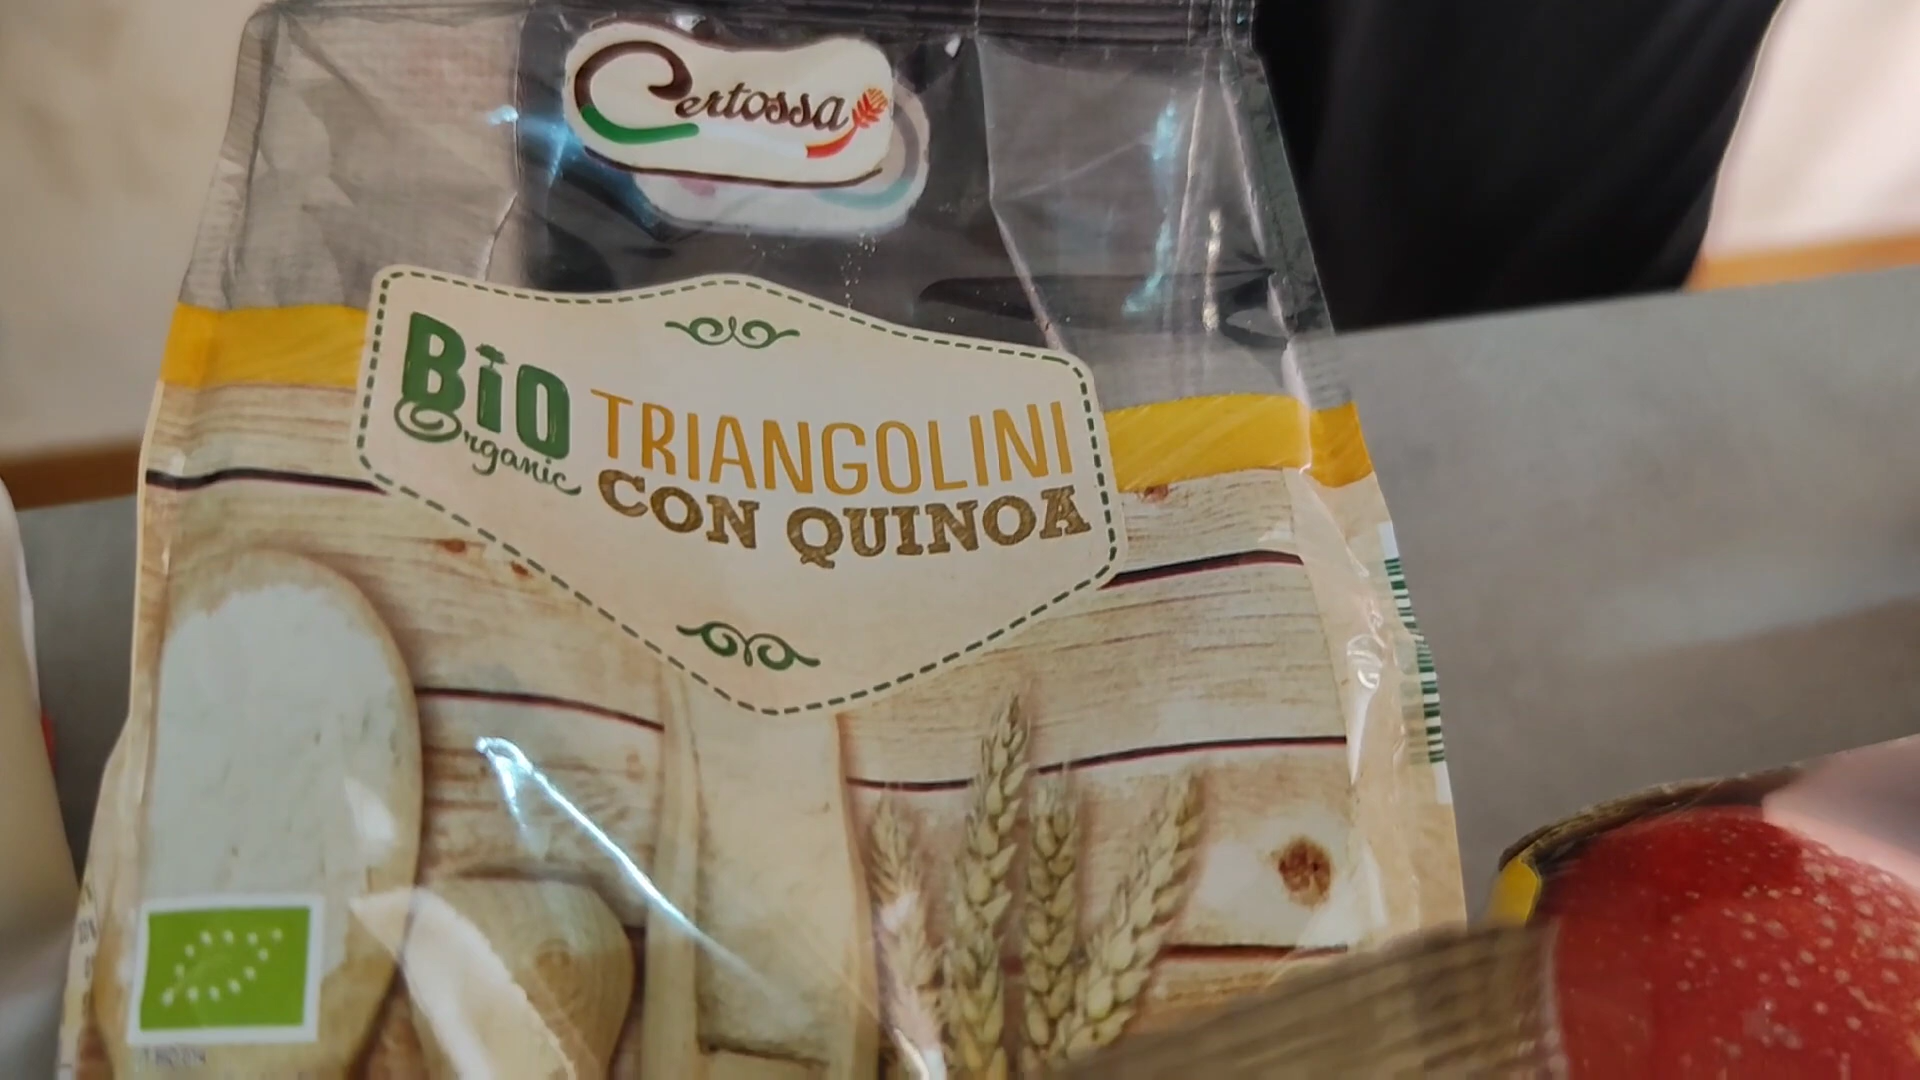 Certossa
BIO
Organic
TRIANGOLINI
CON QUINOA